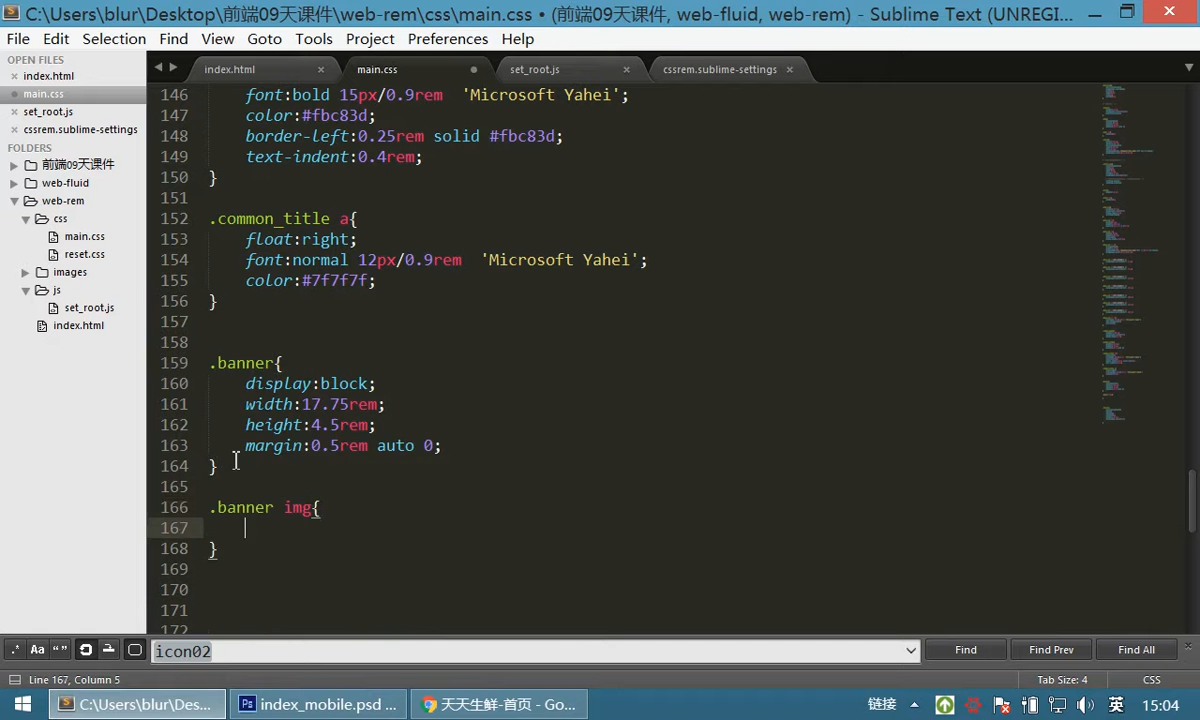 C:\Users\blur\Desktop\前端09天课件\web-rem\css\main.css • (前端09天课件, web-fluid, web-rem) - Sublime Text (UNREGI...
File Edit Selection Find View Goto Tools Project Preferences Help
OPEN FILES
index.html
main.css
set_root.js
cssrem.sublime-settings
FOLDERS
前端09天课件
web-fluid
web-rem
css
main.css
reset.css
images
js
set_root.js
index.html
index.html main.css set_root.js cssrem.sublime-settings
146 font:bold 15px/0.9rem 'Microsoft Yahei';
147 color:#fbc83d;
148 border-left:0.25rem solid #fbc83d;
149 text-indent:0.4rem;
150 }
151
152 .common_title a{
153 float:right;
154 font:normal 12px/0.9rem 'Microsoft Yahei';
155 color:#7f7f7f;
156 }
157
158
159 .banner{
160 display:block;
161 width:17.75rem;
162 height:4.5rem;
163 margin:0.5rem auto 0;
164 }
165
166 .banner img{
167
168 }
169
170
171
172
.* Aa “ ” icon02 Find Find Prev Find All
Line 167, Column 5 Tab Size: 4 CSS
C:\Users\blur\Des... index_mobile.psd ... 天天生鲜-首页 - Go... 链接 英 15:04